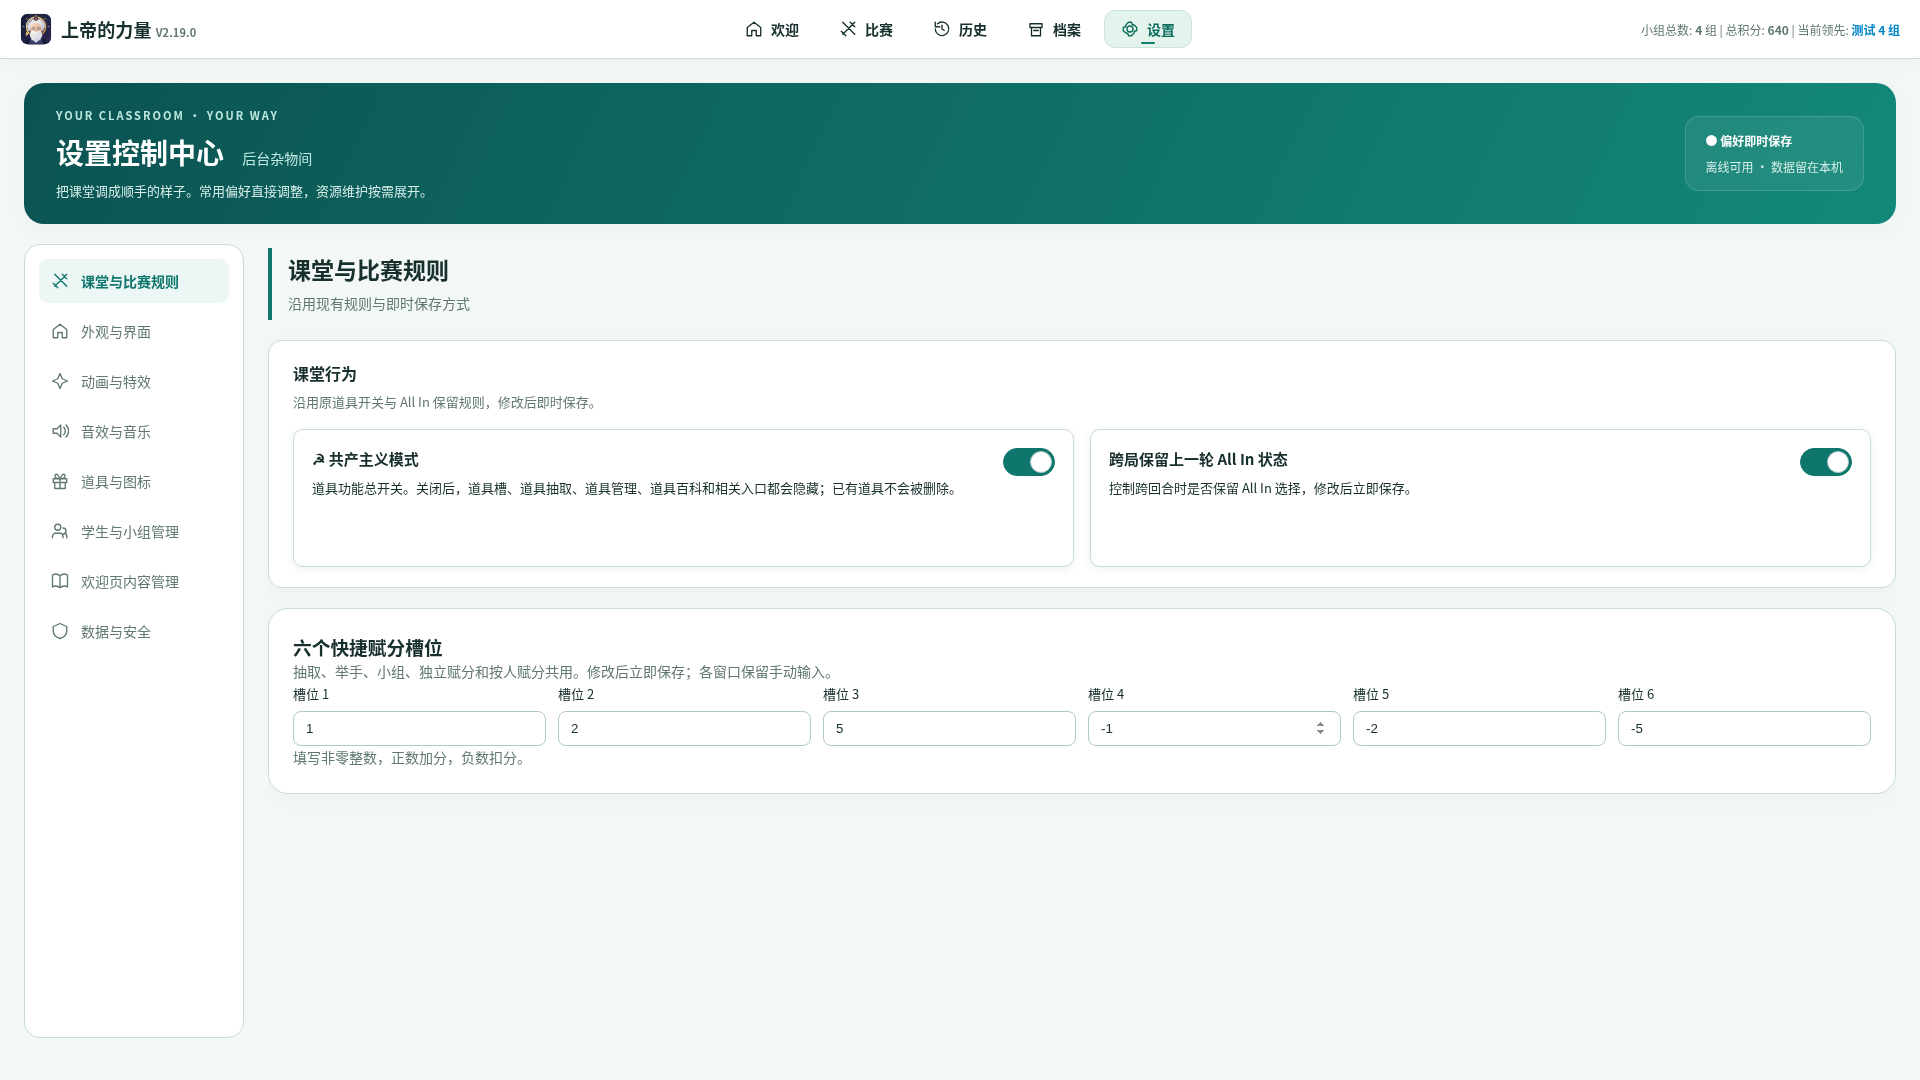 上帝的力量 V2.19.0
欢迎
比赛
历史
档案
设置
小组总数: 4 组 | 总积分: 640 | 当前领先: 测试 4 组
YOUR CLASSROOM · YOUR WAY
设置控制中心 后台杂物间
把课堂调成顺手的样子。常用偏好直接调整，资源维护按需展开。
偏好即时保存
离线可用 · 数据留在本机
课堂与比赛规则
外观与界面
动画与特效
音效与音乐
道具与图标
学生与小组管理
欢迎页内容管理
数据与安全
课堂与比赛规则
沿用现有规则与即时保存方式
课堂行为
沿用原道具开关与 All In 保留规则，修改后即时保存。
☭ 共产主义模式
道具功能总开关。关闭后，道具槽、道具抽取、道具管理、道具百科和相关入口都会隐藏；已有道具不会被删除。
跨局保留上一轮 All In 状态
控制跨回合时是否保留 All In 选择，修改后立即保存。
六个快捷赋分槽位
抽取、举手、小组、独立赋分和按人赋分共用。修改后立即保存；各窗口保留手动输入。
槽位 1
槽位 2
槽位 3
槽位 4
槽位 5
槽位 6
1
2
5
-1
-2
-5
填写非零整数，正数加分，负数扣分。